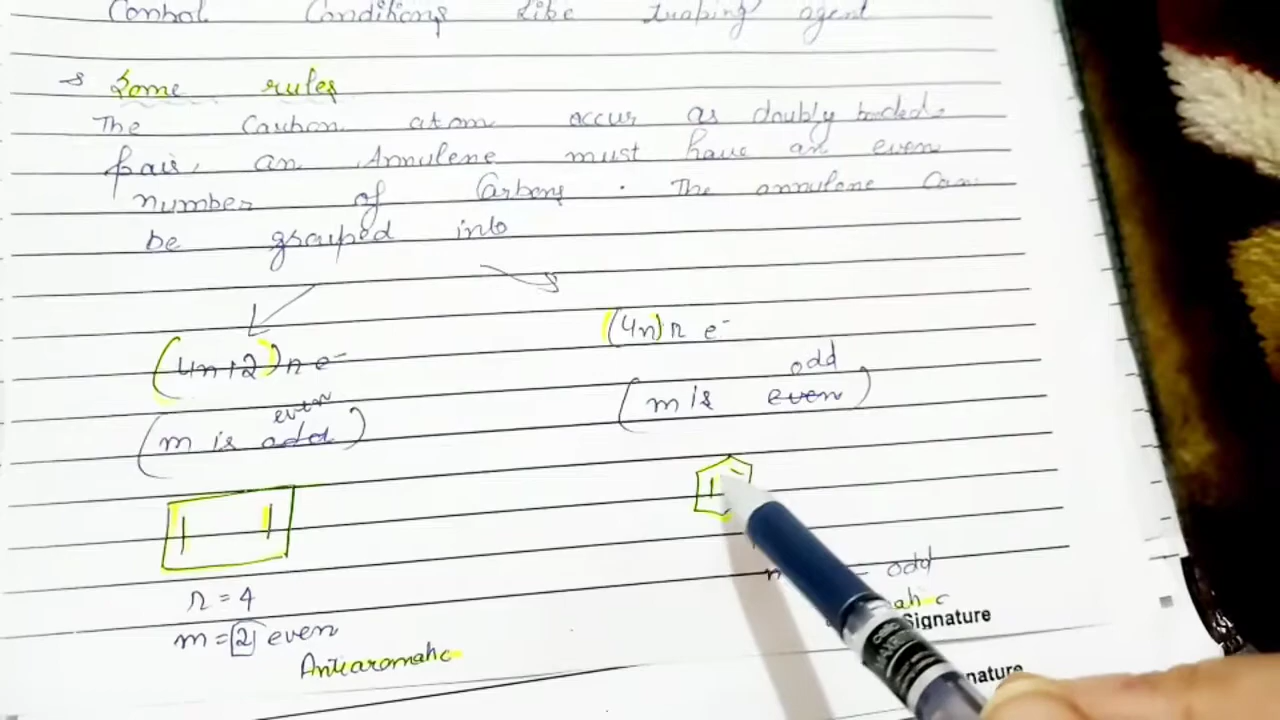 Control Conditions like traping agent
Some rules
The Carbon atom occur as doubly bonded
pair, an Annulene must have an even
number of Carbons. The annulene can
be grouped into
(4n+2) π e-
(4n) π e-
even
(m is odd)
odd
(m is even)
n = 4
m = 2 even
Antiaromatic
odd
Signature